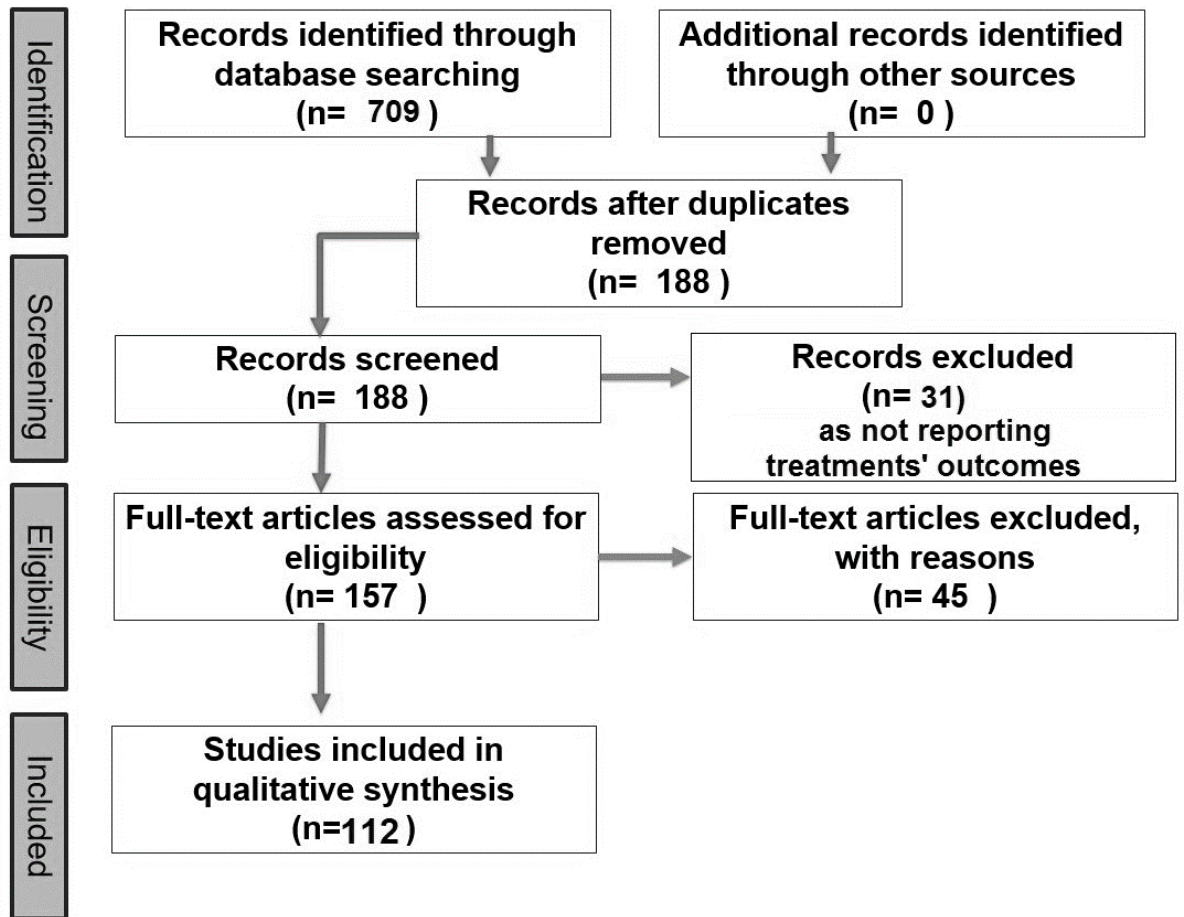 Identification
Records identified through
database searching
(n= 709 )
Additional records identified
through other sources
(n= 0 )
Records after duplicates
removed
(n= 188 )
Screening
Records screened
(n= 188 )
Records excluded
(n= 31)
as not reporting
treatments' outcomes
Eligibility
Full-text articles assessed for
eligibility
(n= 157 )
Full-text articles excluded,
with reasons
(n= 45 )
Included
Studies included in
qualitative synthesis
(n=112 )